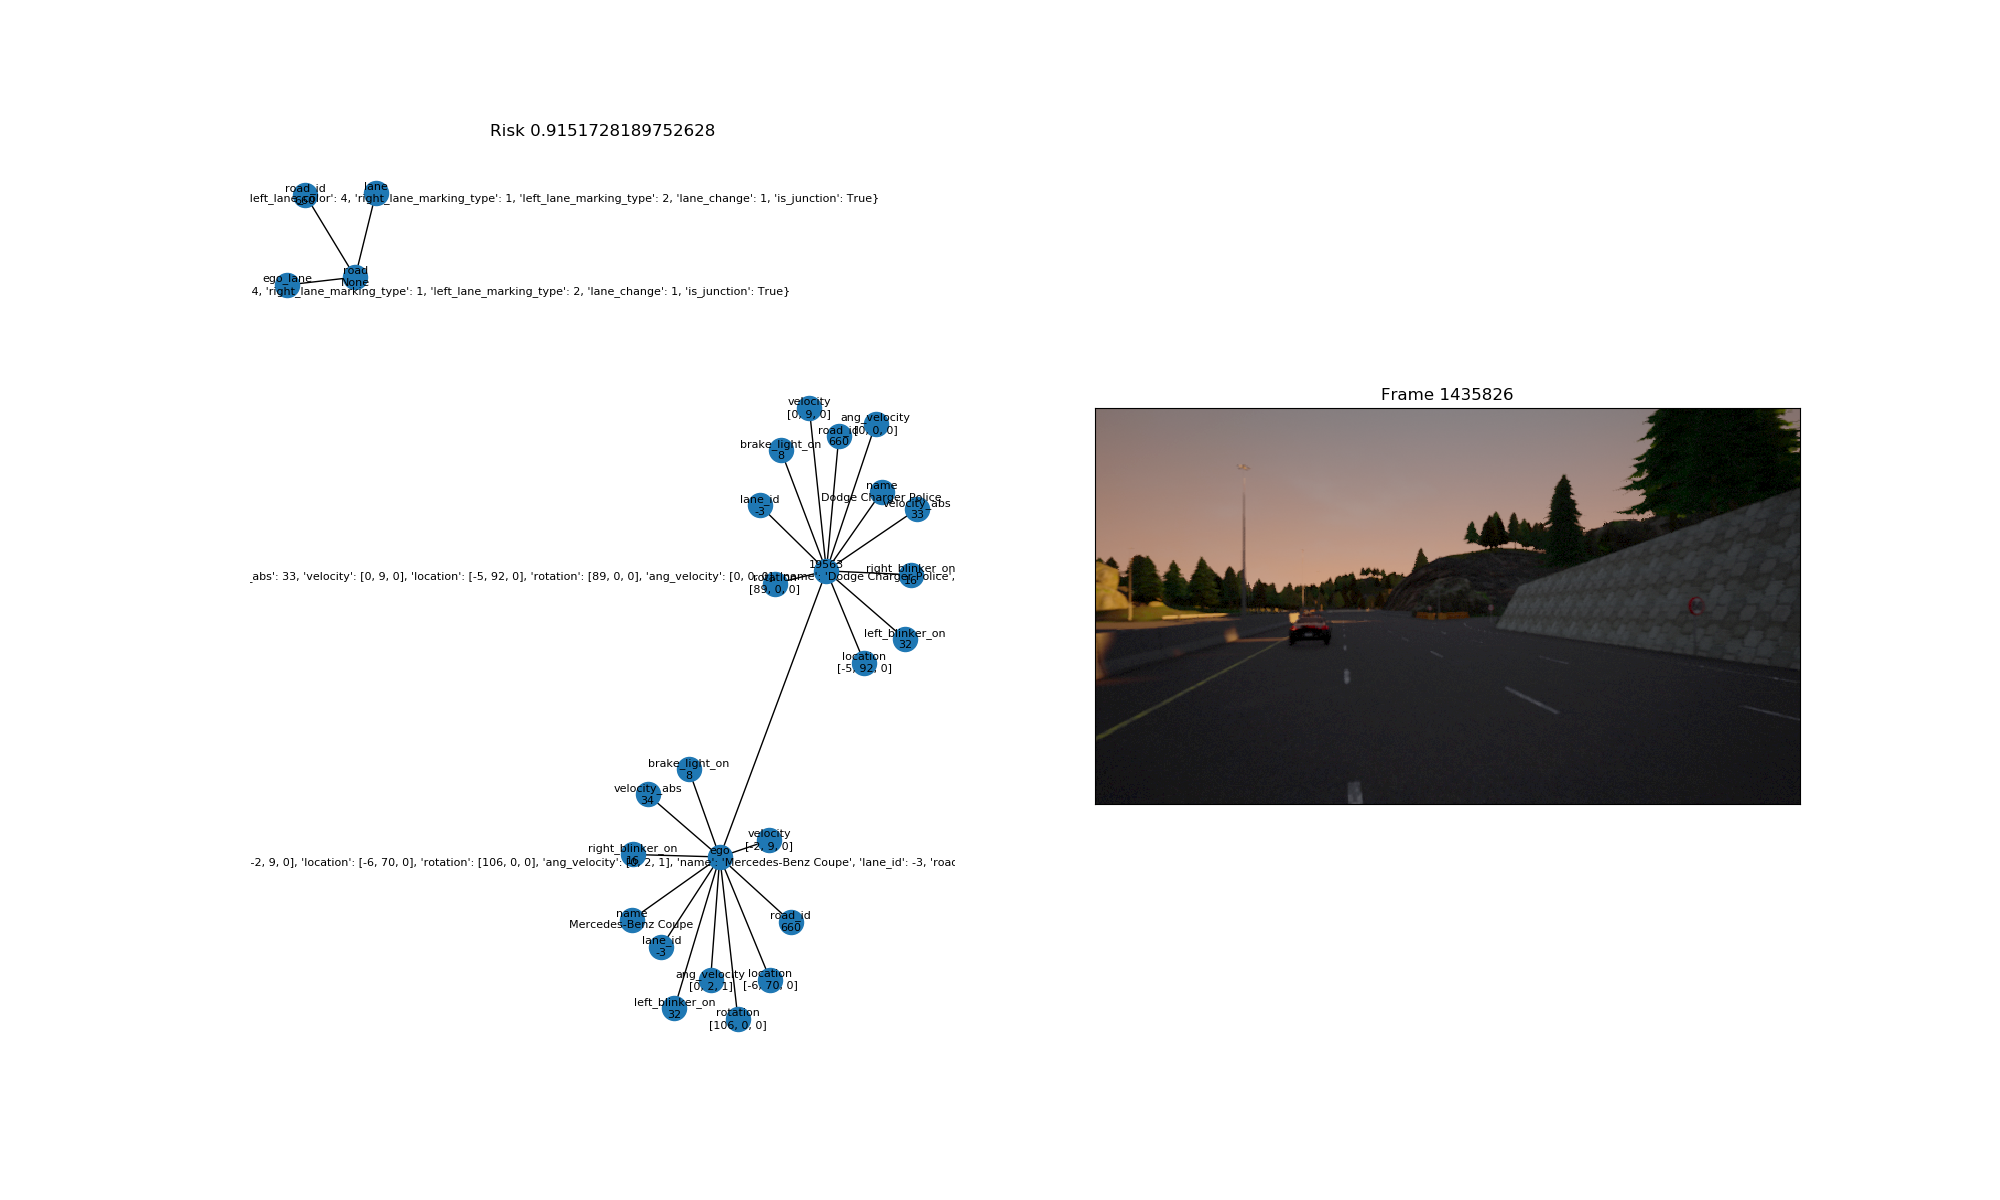 Risk 0.9151728189752628
road_id
660
lane
left_lane_color': 4, 'right_lane_marking_type': 1, 'left_lane_marking_type': 2, 'lane_change': 1, 'is_junction': True}
road
None
ego_lane
4, 'right_lane_marking_type': 1, 'left_lane_marking_type': 2, 'lane_change': 1, 'is_junction': True}
Frame 1435826
velocity
[0, 9, 0]
ang_velocity
[0, 0, 0]
road_id
660
brake_light_on
8
name
Dodge Charger Police
lane_id
-3
velocity_abs
33
19563
_abs': 33, 'velocity': [0, 9, 0], 'location': [-5, 92, 0], 'rotation': [89, 0, 0], 'ang_velocity': [0, 0, 0], 'name': 'Dodge Charger Police',
right_blinker_on
16
rotation
[89, 0, 0]
left_blinker_on
32
location
[-5, 92, 0]
brake_light_on
8
velocity_abs
34
velocity
[-2, 9, 0]
right_blinker_on
16
ego
-2, 9, 0], 'location': [-6, 70, 0], 'rotation': [106, 0, 0], 'ang_velocity': [0, 2, 1], 'name': 'Mercedes-Benz Coupe', 'lane_id': -3, 'road
name
Mercedes-Benz Coupe
road_id
660
lane_id
-3
ang_velocity
[0, 2, 1]
location
[-6, 70, 0]
left_blinker_on
32
rotation
[106, 0, 0]